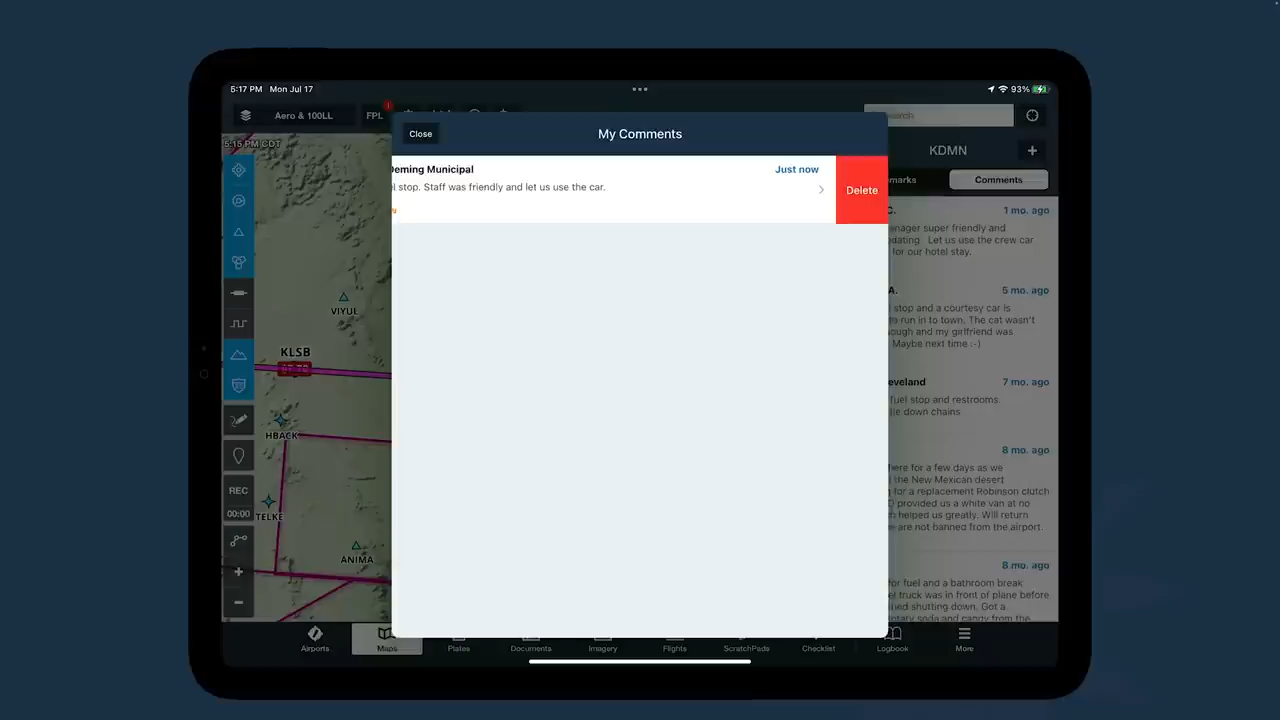 5:17 PM Mon Jul 17
93%
Aero & 100LL
FPL
5:15 PM CDT
Close
My Comments
Deming Municipal
Just now
stop. Staff was friendly and let us use the car.
Delete
KDMN
+
Comments
1 mo. ago
super friendly and
Let us use the crew car
for our hotel stay.
A.
5 mo. ago
stop and a courtesy car is
run in to town. The cat wasn't
and my girlfriend was
Maybe next time :-)
7 mo. ago
fuel stop and restrooms.
down chains
8 mo. ago
for a few days as we
the New Mexican desert
for a replacement Robinson clutch
provided us a white van at no
helped us greatly. Will return
are not banned from the airport.
8 mo. ago
for fuel and a bathroom break
truck was in front of plane before
shutting down. Got a
soda and candy from the
VIYUL
KLSB
HBACK
TELKE
ANIMA
REC
00:00
+
-
Airports
Maps
Plates
Documents
Imagery
Flights
ScratchPads
Checklist
Logbook
More